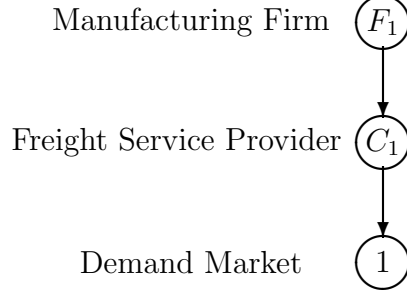 Manufacturing Firm F₁
Freight Service Provider C₁
Demand Market 1